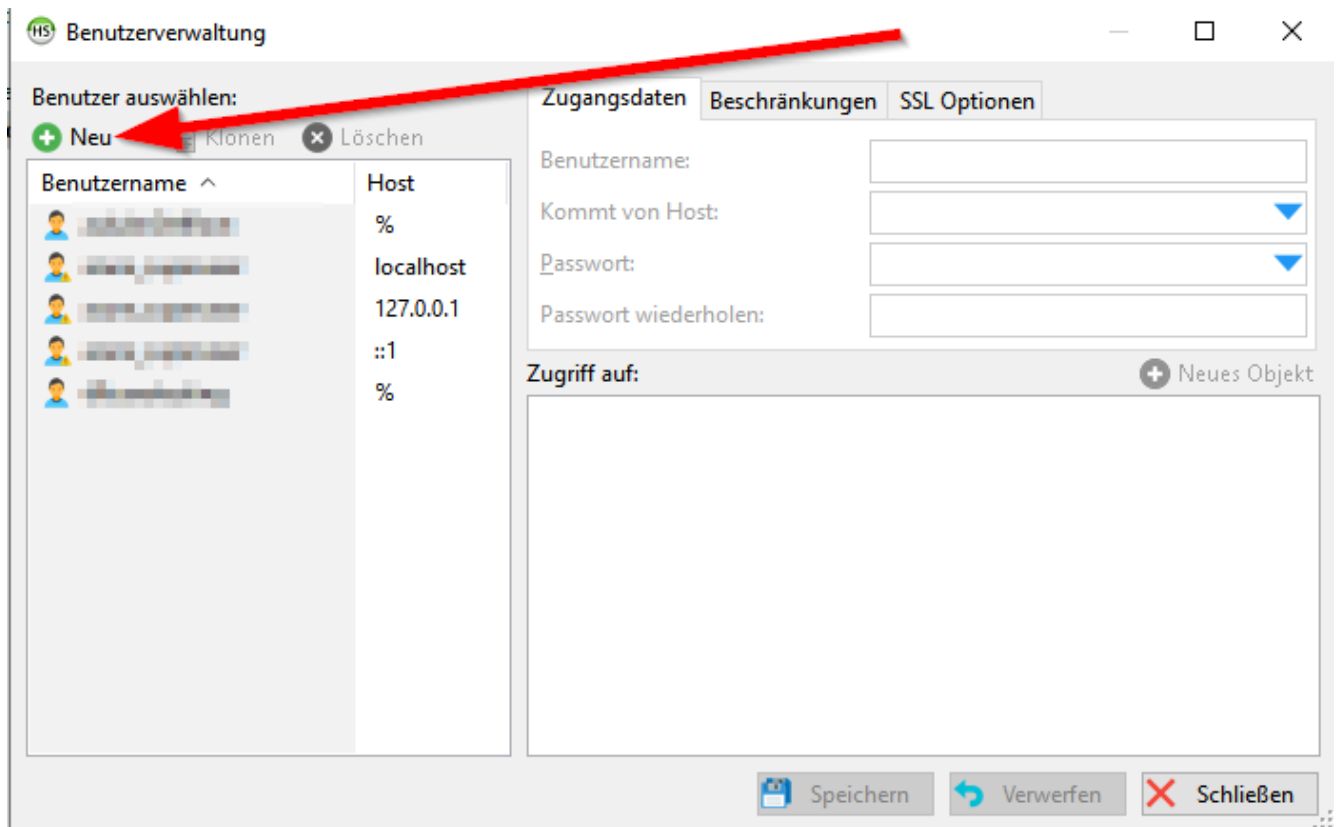 HS Benutzerverwaltung
Benutzer auswählen:
Neu Klonen Löschen
Benutzername Host
%
localhost
127.0.0.1
::1
%
Zugangsdaten Beschränkungen SSL Optionen
Benutzername:
Kommt von Host:
Passwort:
Passwort wiederholen:
Zugriff auf:
Neues Objekt
Speichern Verwerfen Schließen